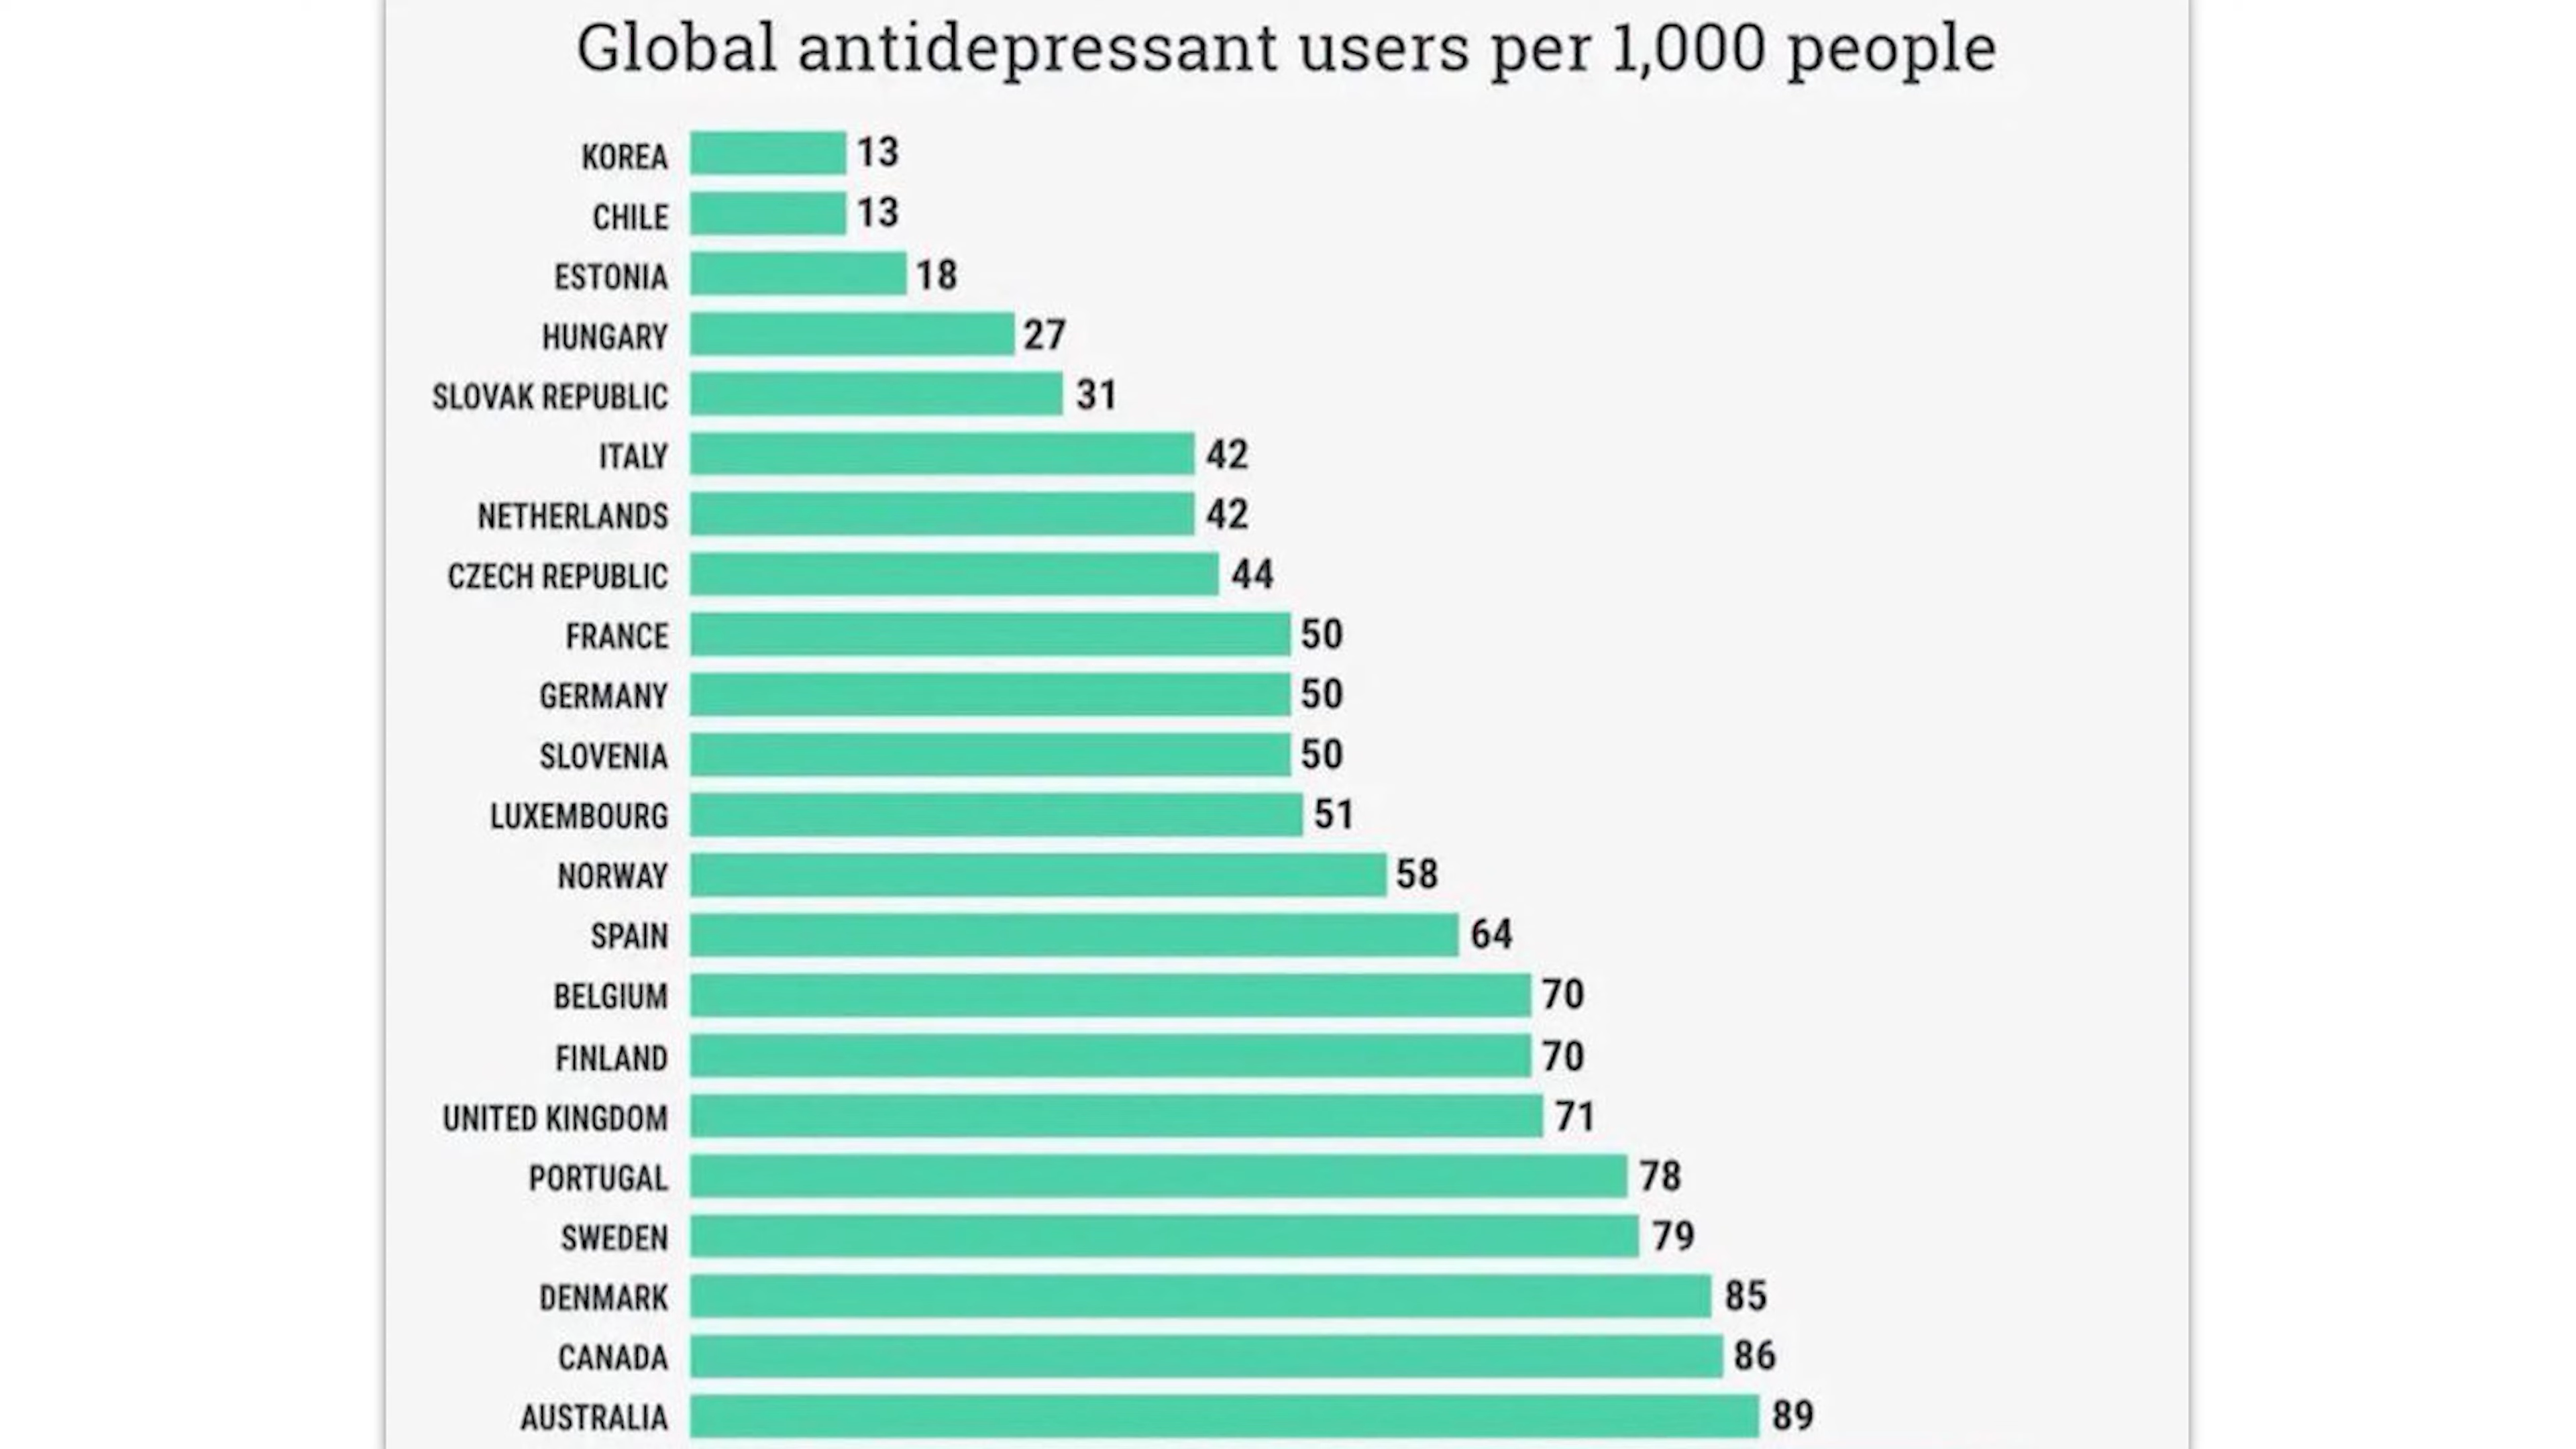 Global antidepressant users per 1,000 people
KOREA 13
CHILE 13
ESTONIA 18
HUNGARY 27
SLOVAK REPUBLIC 31
ITALY 42
NETHERLANDS 42
CZECH REPUBLIC 44
FRANCE 50
GERMANY 50
SLOVENIA 50
LUXEMBOURG 51
NORWAY 58
SPAIN 64
BELGIUM 70
FINLAND 70
UNITED KINGDOM 71
PORTUGAL 78
SWEDEN 79
DENMARK 85
CANADA 86
AUSTRALIA 89